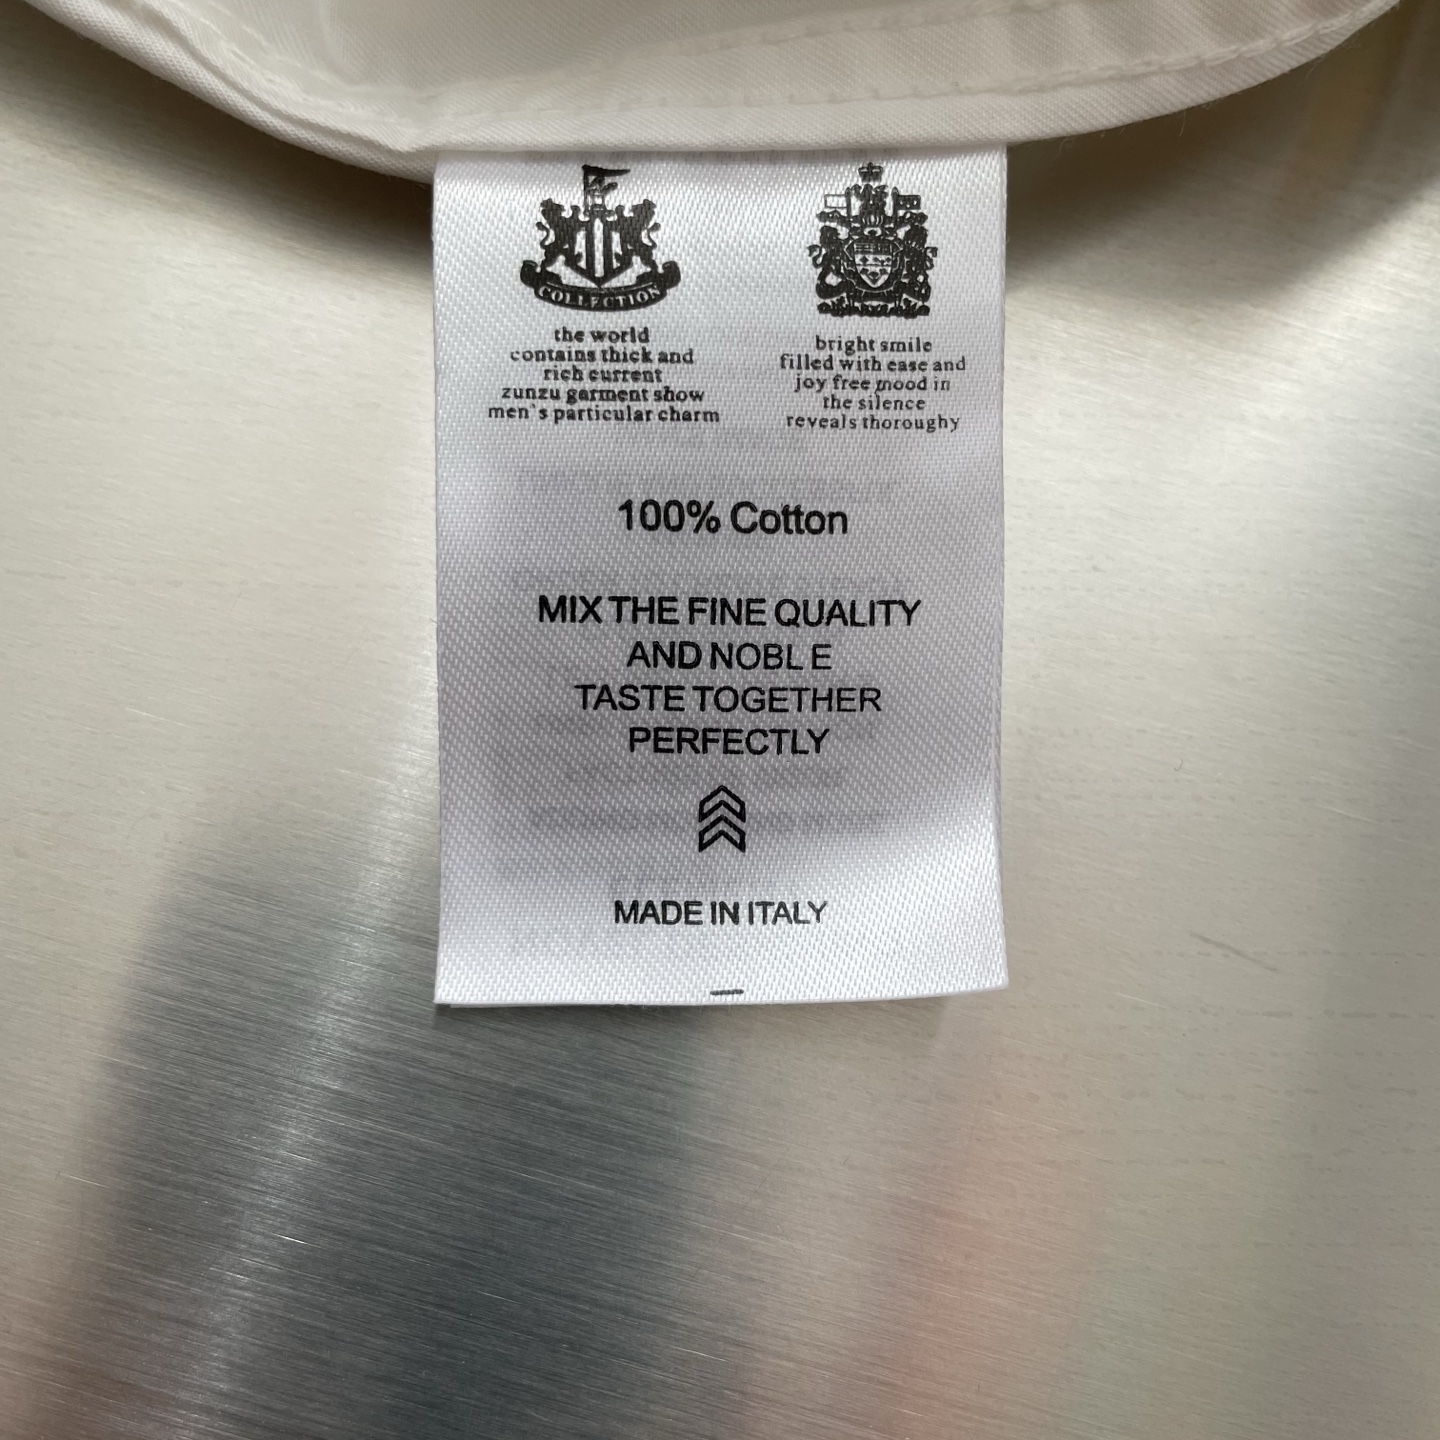 COLLECTION
the world
contains thick and
rich current
zunzu garment show
men`s particular charm
bright smile
filled with ease and
joy free mood in
the silence
reveals thoroughy
100% Cotton
MIX THE FINE QUALITY
AND NOBL E
TASTE TOGETHER
PERFECTLY
MADE IN ITALY